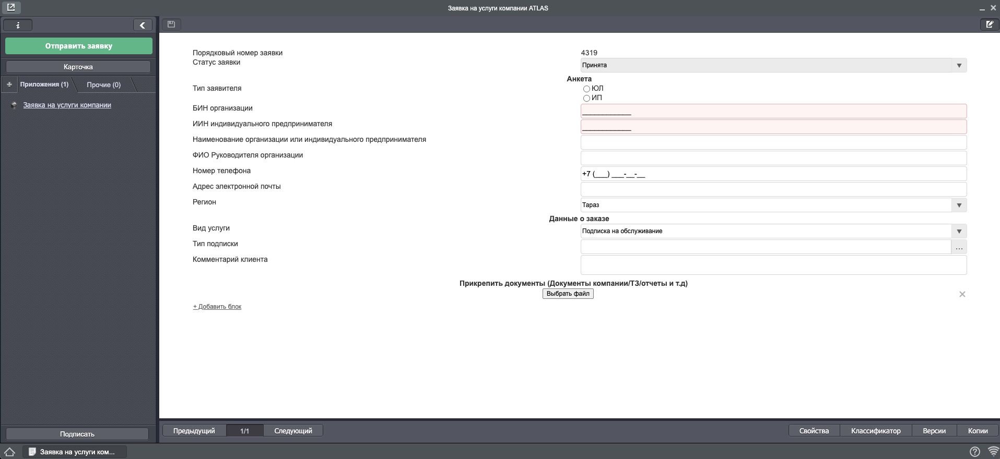 Заявка на услуги компании ATLAS
Отправить заявку
Карточка
Приложения (1) Прочие (0)
Заявка на услуги компании
Порядковый номер заявки 4319
Статус заявки Принята
Анкета
Тип заявителя ЮЛ
ИП
БИН организации ____________
ИИН индивидуального предпринимателя ____________
Наименование организации или индивидуального предпринимателя
ФИО Руководителя организации
Номер телефона +7 (___) ___-__-__
Адрес электронной почты
Регион Тараз
Данные о заказе
Вид услуги Подписка на обслуживание
Тип подписки ...
Комментарий клиента
Прикрепить документы (Документы компании/ТЗ/отчеты и т.д)
Выбрать файл
+ Добавить блок
Подписать
Предыдущий 1/1 Следующий Свойства Классификатор Версии Копии
Заявка на услуги ком...